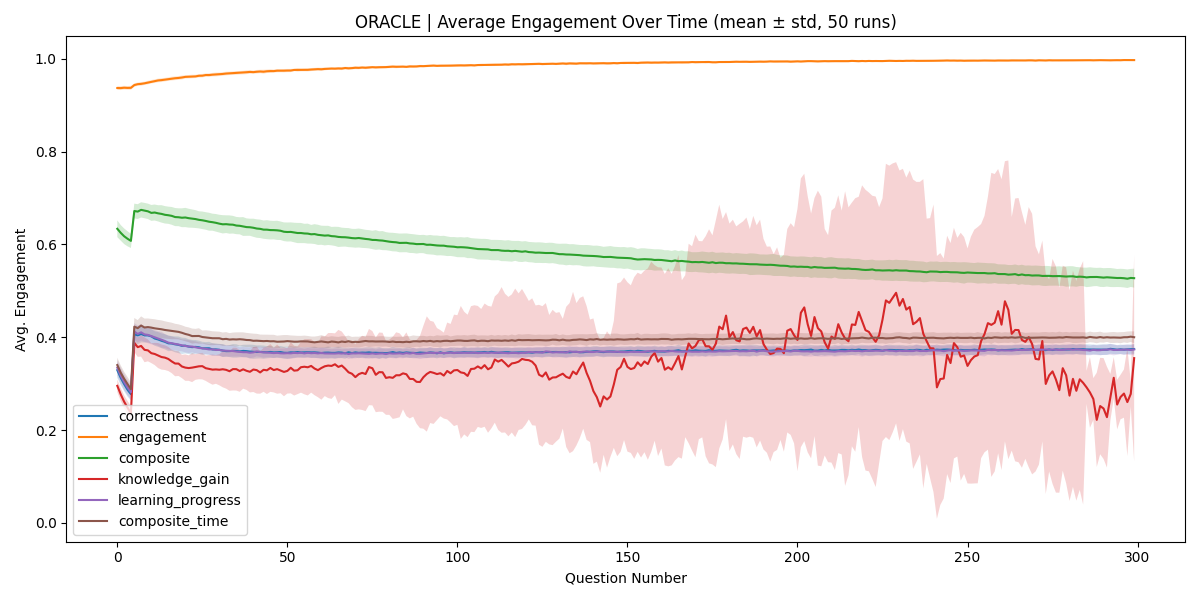 ORACLE | Average Engagement Over Time (mean ± std, 50 runs)
1.0
0.8
0.6
0.4
0.2
0.0
Avg. Engagement
correctness
engagement
composite
knowledge_gain
learning_progress
composite_time
0
50
100
150
200
250
300
Question Number